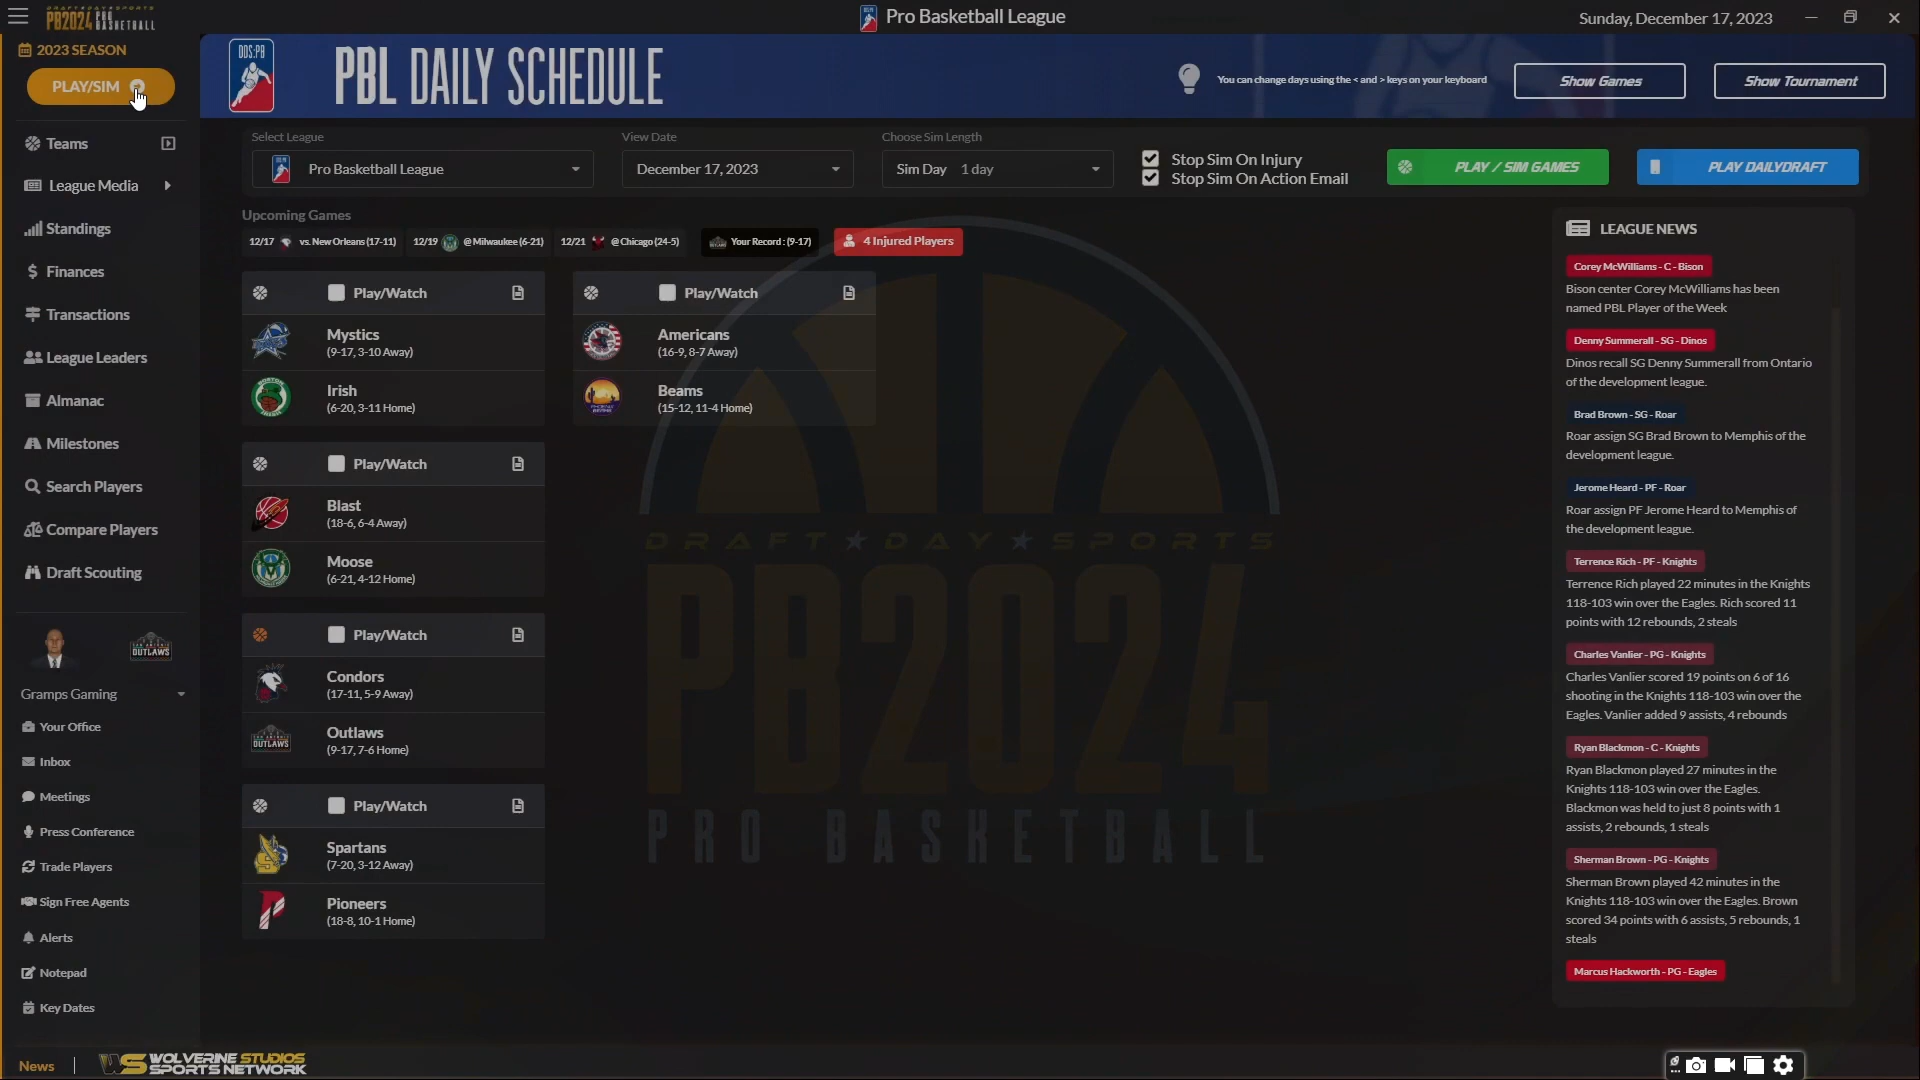 DRAFT DAY SPORTS
PB2024 PRO BASKETBALL
Pro Basketball League
Sunday, December 17, 2023
2023 SEASON
PLAY/SIM
DDS:PB
PBL DAILY SCHEDULE
You can change days using the < and > keys on your keyboard
Show Games
Show Tournament
Select League
View Date
Choose Sim Length
Pro Basketball League
December 17, 2023
Sim Day 1 day
Stop Sim On Injury
Stop Sim On Action Email
PLAY / SIM GAMES
PLAY DAILYDRAFT
Upcoming Games
12/17 vs. New Orleans (17-11)
12/19 @ Milwaukee (6-21)
12/21 @ Chicago (24-5)
Your Record : (9-17)
4 Injured Players
Teams
League Media
Standings
Finances
Transactions
League Leaders
Almanac
Milestones
Search Players
Compare Players
Draft Scouting
OUTLAWS
Gramps Gaming
Your Office
Inbox
Meetings
Press Conference
Trade Players
Sign Free Agents
Alerts
Notepad
Key Dates
Play/Watch
Mystics
(9-17, 3-10 Away)
Irish
(6-20, 3-11 Home)
Play/Watch
Americans
(16-9, 8-7 Away)
Beams
(15-12, 11-4 Home)
Play/Watch
Blast
(18-6, 6-4 Away)
Moose
(6-21, 4-12 Home)
Play/Watch
Condors
(17-11, 5-9 Away)
OUTLAWS
Outlaws
(9-17, 7-6 Home)
Play/Watch
Spartans
(7-20, 3-12 Away)
Pioneers
(18-8, 10-1 Home)
DRAFT DAY SPORTS
PB2024
PRO BASKETBALL
LEAGUE NEWS
Corey McWilliams - C - Bison
Bison center Corey McWilliams has been
named PBL Player of the Week
Denny Summerall - SG - Dinos
Dinos recall SG Denny Summerall from Ontario
of the development league.
Brad Brown - SG - Roar
Roar assign SG Brad Brown to Memphis of the
development league.
Jerome Heard - PF - Roar
Roar assign PF Jerome Heard to Memphis of
the development league.
Terrence Rich - PF - Knights
Terrence Rich played 22 minutes in the Knights
118-103 win over the Eagles. Rich scored 11
points with 12 rebounds, 2 steals
Charles Vanlier - PG - Knights
Charles Vanlier scored 19 points on 6 of 16
shooting in the Knights 118-103 win over the
Eagles. Vanlier added 9 assists, 4 rebounds
Ryan Blackmon - C - Knights
Ryan Blackmon played 27 minutes in the
Knights 118-103 win over the Eagles.
Blackmon was held to just 8 points with 1
assists, 2 rebounds, 1 steals
Sherman Brown - PG - Knights
Sherman Brown played 42 minutes in the
Knights 118-103 win over the Eagles. Brown
scored 34 points with 6 assists, 5 rebounds, 1
steals
Marcus Hackworth - PG - Eagles
News
WS WOLVERINE STUDIOS
SPORTS NETWORK